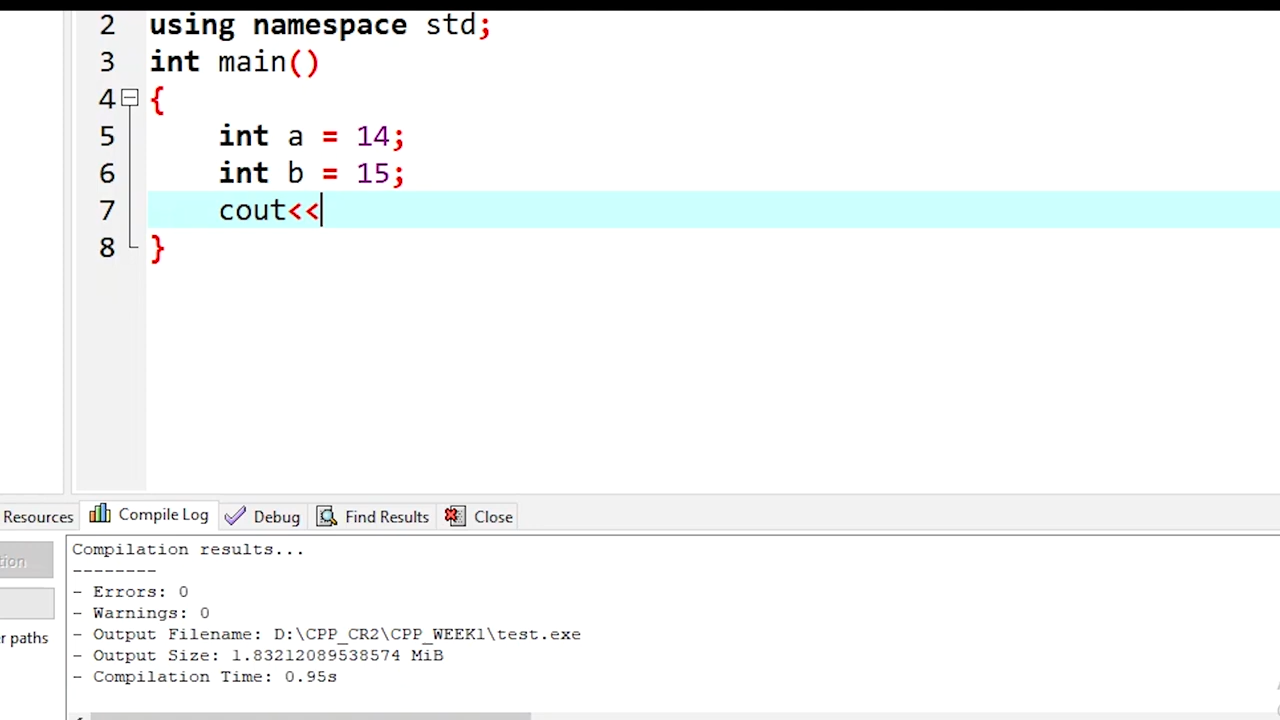 2 using namespace std;
3 int main()
4 {
5 int a = 14;
6 int b = 15;
7 cout<<
8 }
Resources Compile Log Debug Find Results Close
tion
Compilation results...
--------
- Errors: 0
- Warnings: 0
- Output Filename: D:\CPP_CR2\CPP_WEEK1\test.exe
r paths
- Output Size: 1.83212089538574 MiB
- Compilation Time: 0.95s